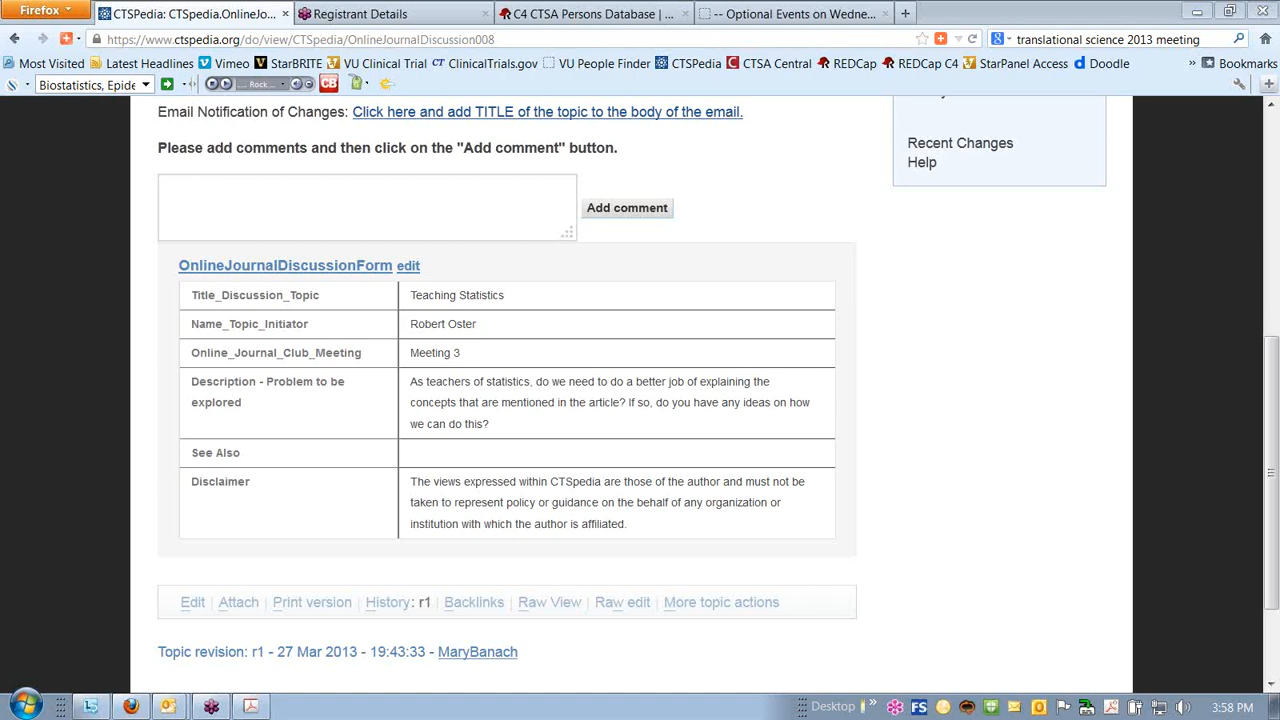 Firefox
CTSPedia: CTSpedia.OnlineJo... ×
Registrant Details ×
C4 CTSA Persons Database | ... ×
-- Optional Events on Wedne... × +
https://www.ctspedia.org/do/view/CTSPedia/OnlineJournalDiscussion008
translational science 2013 meeting
Most Visited Latest Headlines Vimeo StarBRITE VU Clinical Trial CT ClinicalTrials.gov VU People Finder CTSPedia CTSA Central REDCap REDCap C4 StarPanel Access Doodle » Bookmarks
Biostatistics, Epide Rock ... CB
Email Notification of Changes: Click here and add TITLE of the topic to the body of the email.
Recent Changes
Help
Please add comments and then click on the "Add comment" button.
Add comment
OnlineJournalDiscussionForm edit
Title_Discussion_Topic Teaching Statistics
Name_Topic_Initiator Robert Oster
Online_Journal_Club_Meeting Meeting 3
Description - Problem to be
explored
As teachers of statistics, do we need to do a better job of explaining the
concepts that are mentioned in the article? If so, do you have any ideas on how
we can do this?
See Also
Disclaimer
The views expressed within CTSpedia are those of the author and must not be
taken to represent policy or guidance on the behalf of any organization or
institution with which the author is affiliated.
Edit | Attach | Print version | History: r1 | Backlinks | Raw View | Raw edit | More topic actions
Topic revision: r1 - 27 Mar 2013 - 19:43:33 - MaryBanach
Desktop » FS 3:58 PM